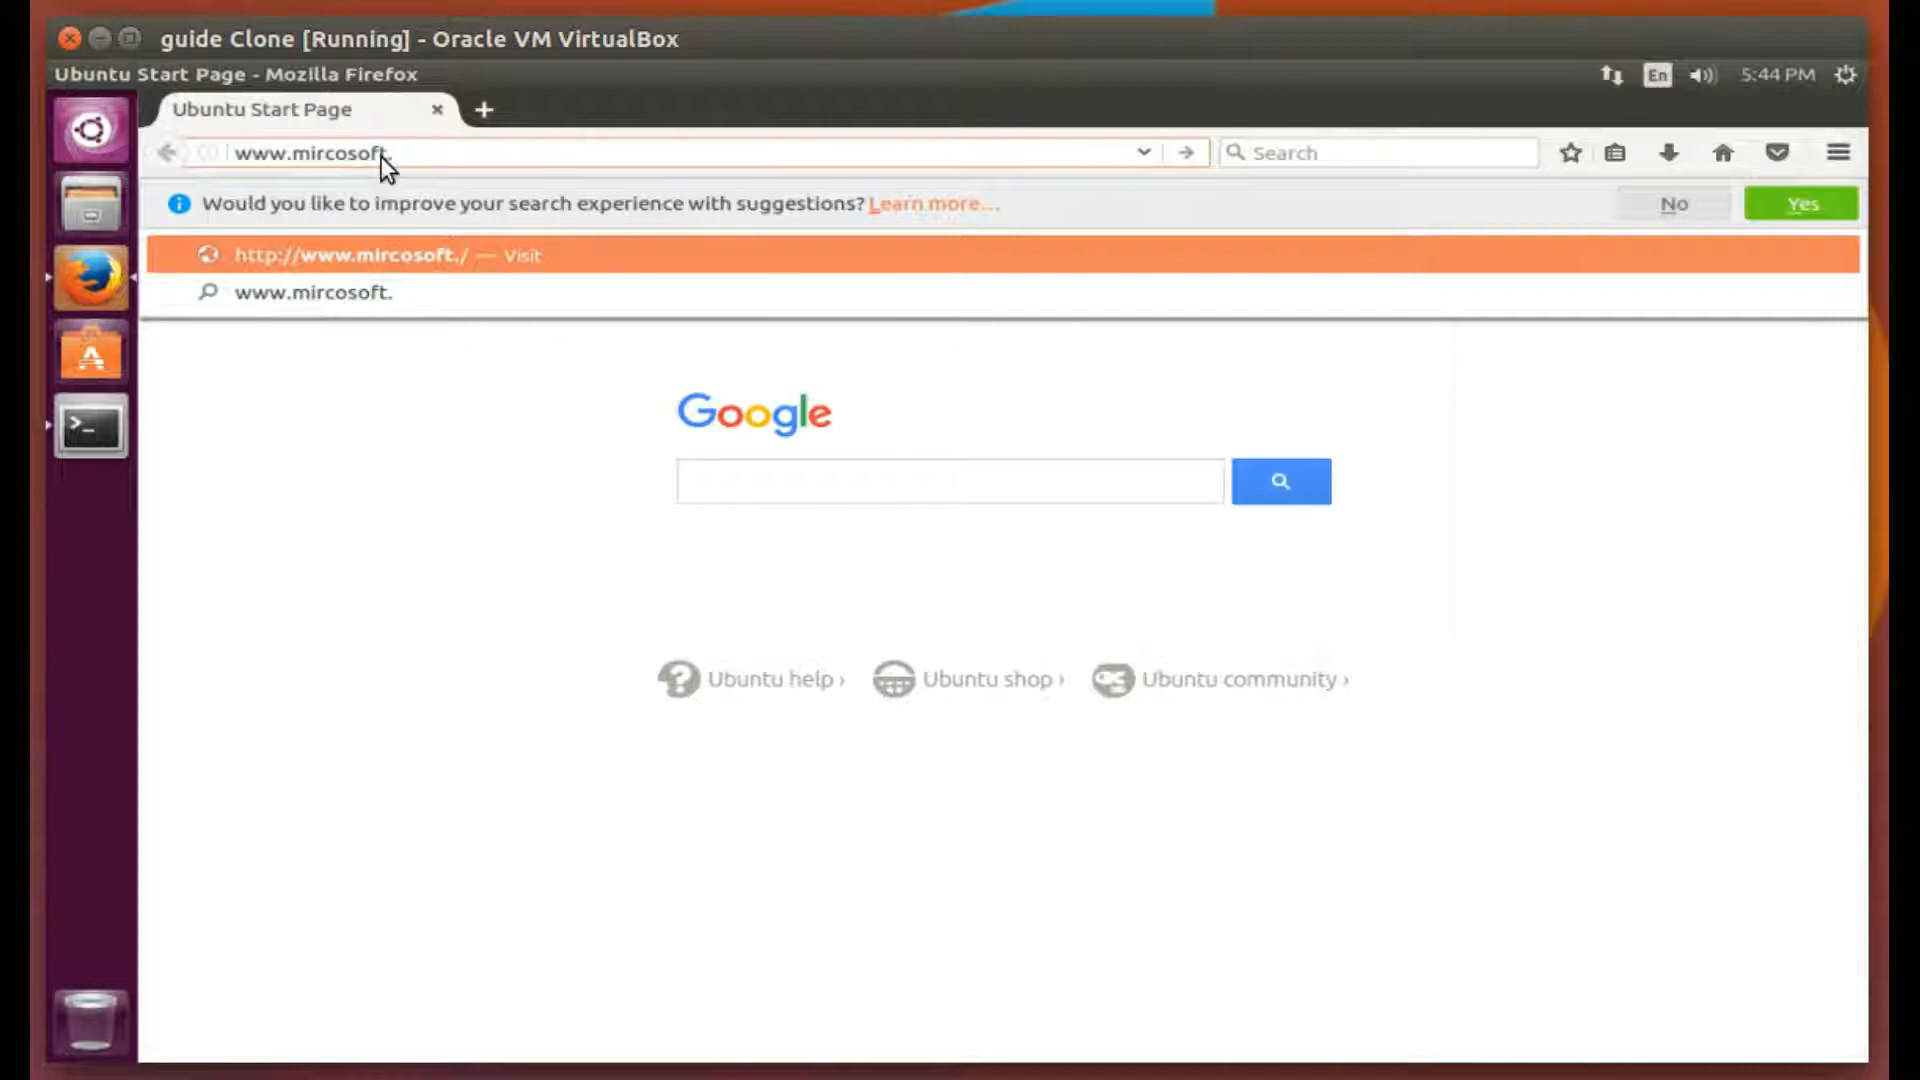 guide Clone [Running] - Oracle VM VirtualBox
Ubuntu Start Page - Mozilla Firefox
En
5:44 PM
Ubuntu Start Page
www.mircosoft.
Search
Would you like to improve your search experience with suggestions? Learn more...
No
Yes
http://www.mircosoft./ — Visit
www.mircosoft.
Google
Ubuntu help ›
Ubuntu shop ›
Ubuntu community ›